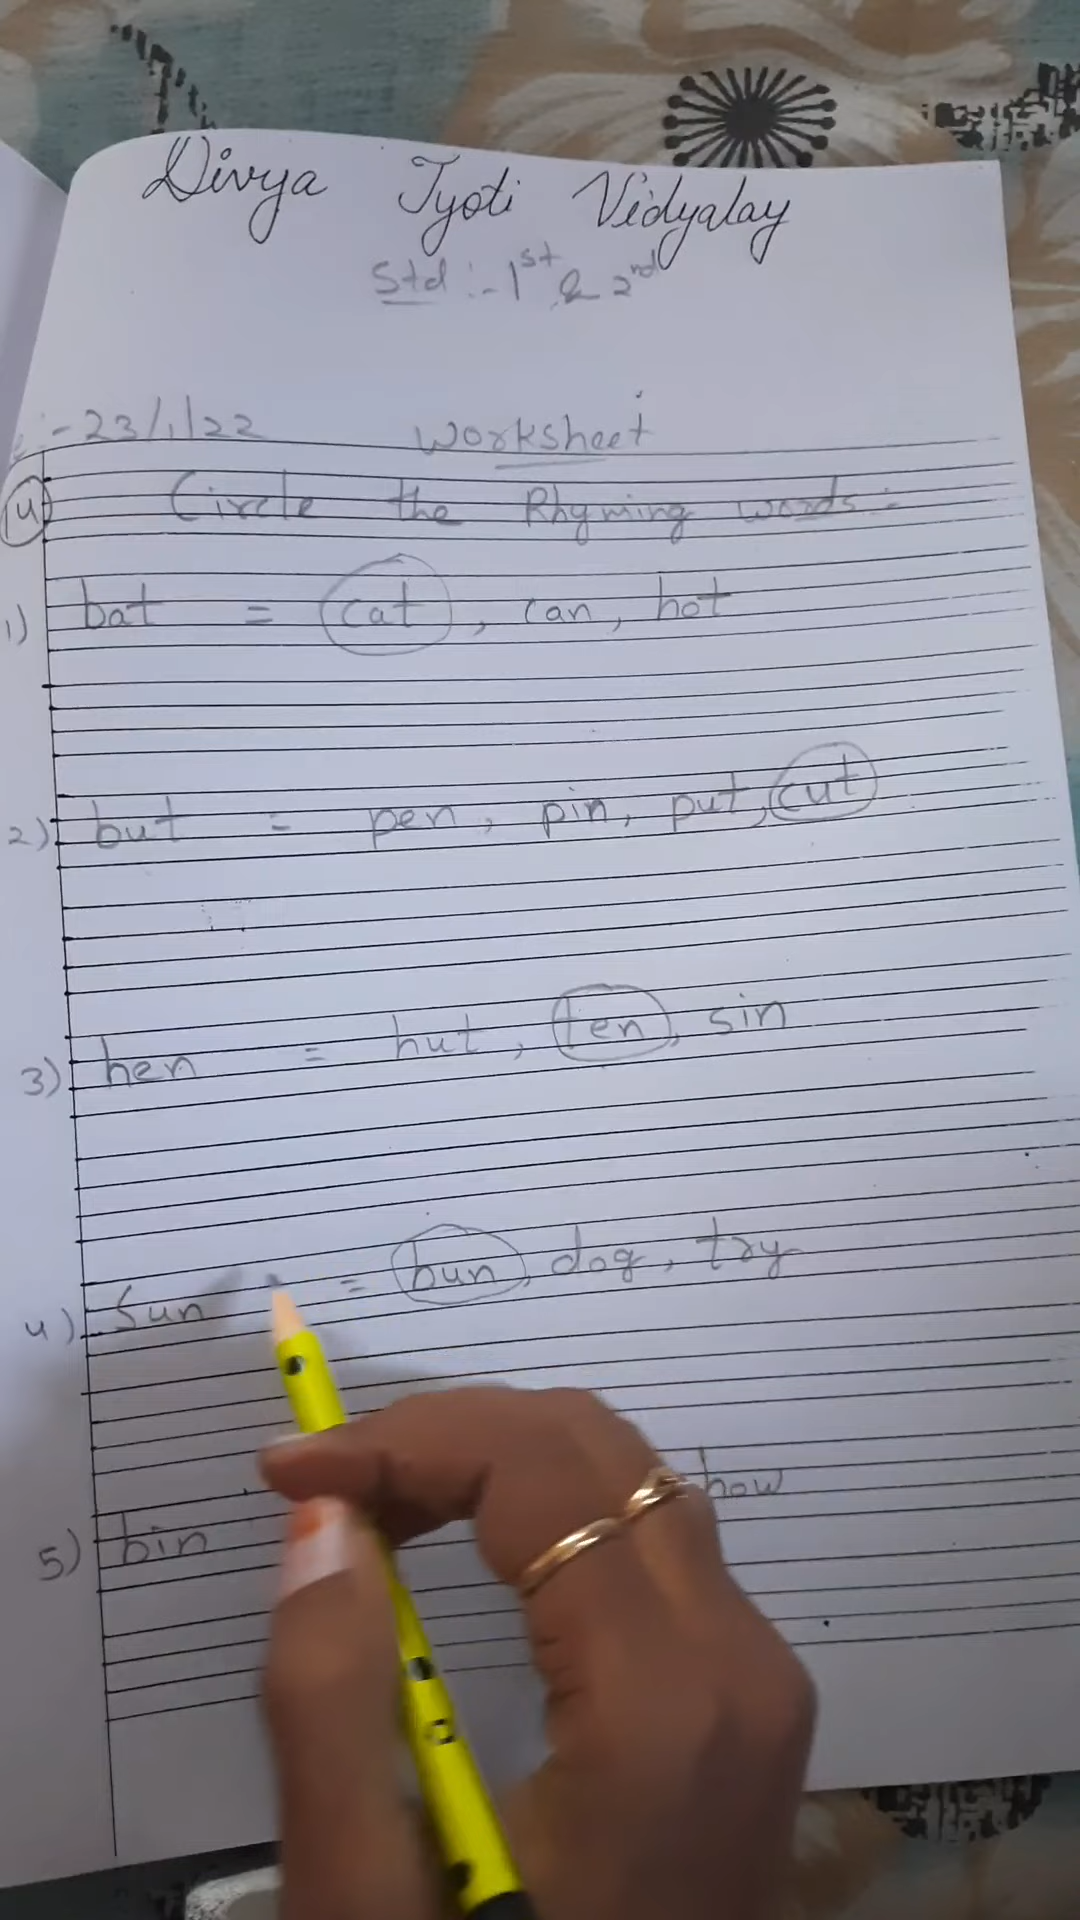 Divya Jyoti Vidyalay
Std :- 1st & 2nd
:- 23/1/22 Worksheet
4 Circle the Rhyming words :-
1) bat = cat, can, hot
2) but = pen, pin, put, cut
3) hen = hut, ten, sin
4) Sun = bun, dog, try
5) bin how